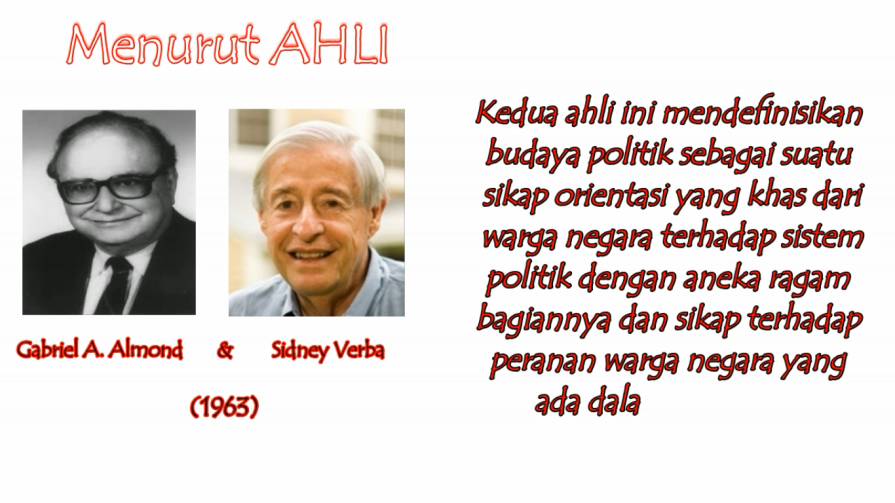 Menurut AHLI
Gabriel A. Almond & Sidney Verba
(1963)
Kedua ahli ini mendefinisikan
budaya politik sebagai suatu
sikap orientasi yang khas dari
warga negara terhadap sistem
politik dengan aneka ragam
bagiannya dan sikap terhadap
peranan warga negara yang
ada dala